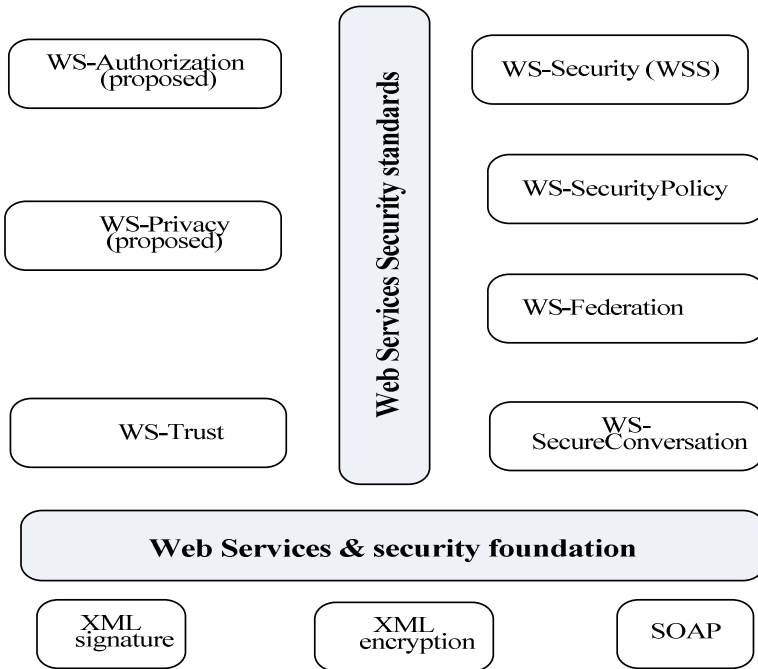 WS-Authorization
(proposed)
WS-Privacy
(proposed)
WS-Trust
Web Services Security standards
WS-Security (WSS)
WS-SecurityPolicy
WS-Federation
WS-
SecureConversation
Web Services & security foundation
XML
signature
XML
encryption
SOAP